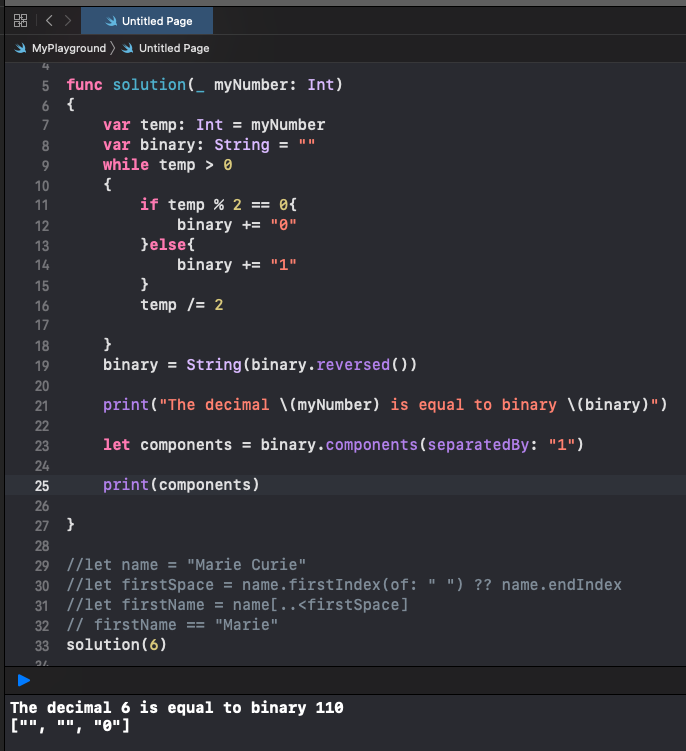 Untitled Page
MyPlayground 〉 Untitled Page
4
5 func solution(_ myNumber: Int)
6 {
7     var temp: Int = myNumber
8     var binary: String = ""
9     while temp > 0
10     {
11         if temp % 2 == 0{
12             binary += "0"
13         }else{
14             binary += "1"
15         }
16         temp /= 2
17
18     }
19     binary = String(binary.reversed())
20
21     print("The decimal \(myNumber) is equal to binary \(binary)")
22
23     let components = binary.components(separatedBy: "1")
24
25     print(components)
26
27 }
28
29 //let name = "Marie Curie"
30 //let firstSpace = name.firstIndex(of: " ") ?? name.endIndex
31 //let firstName = name[..<firstSpace]
32 // firstName == "Marie"
33 solution(6)
34
The decimal 6 is equal to binary 110
["", "", "0"]